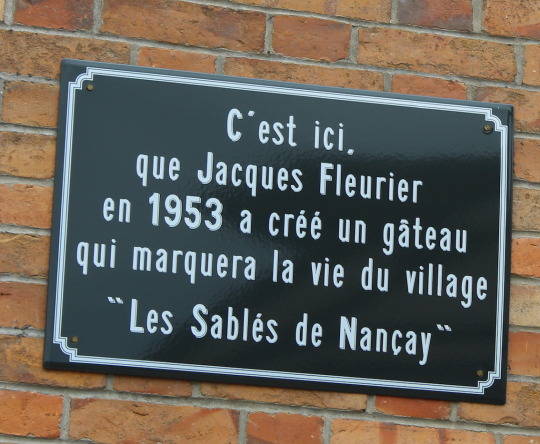 C'est ici,
que Jacques Fleurier
en 1953 a créé un gâteau
qui marquera la vie du village
"Les Sablés de Nançay"